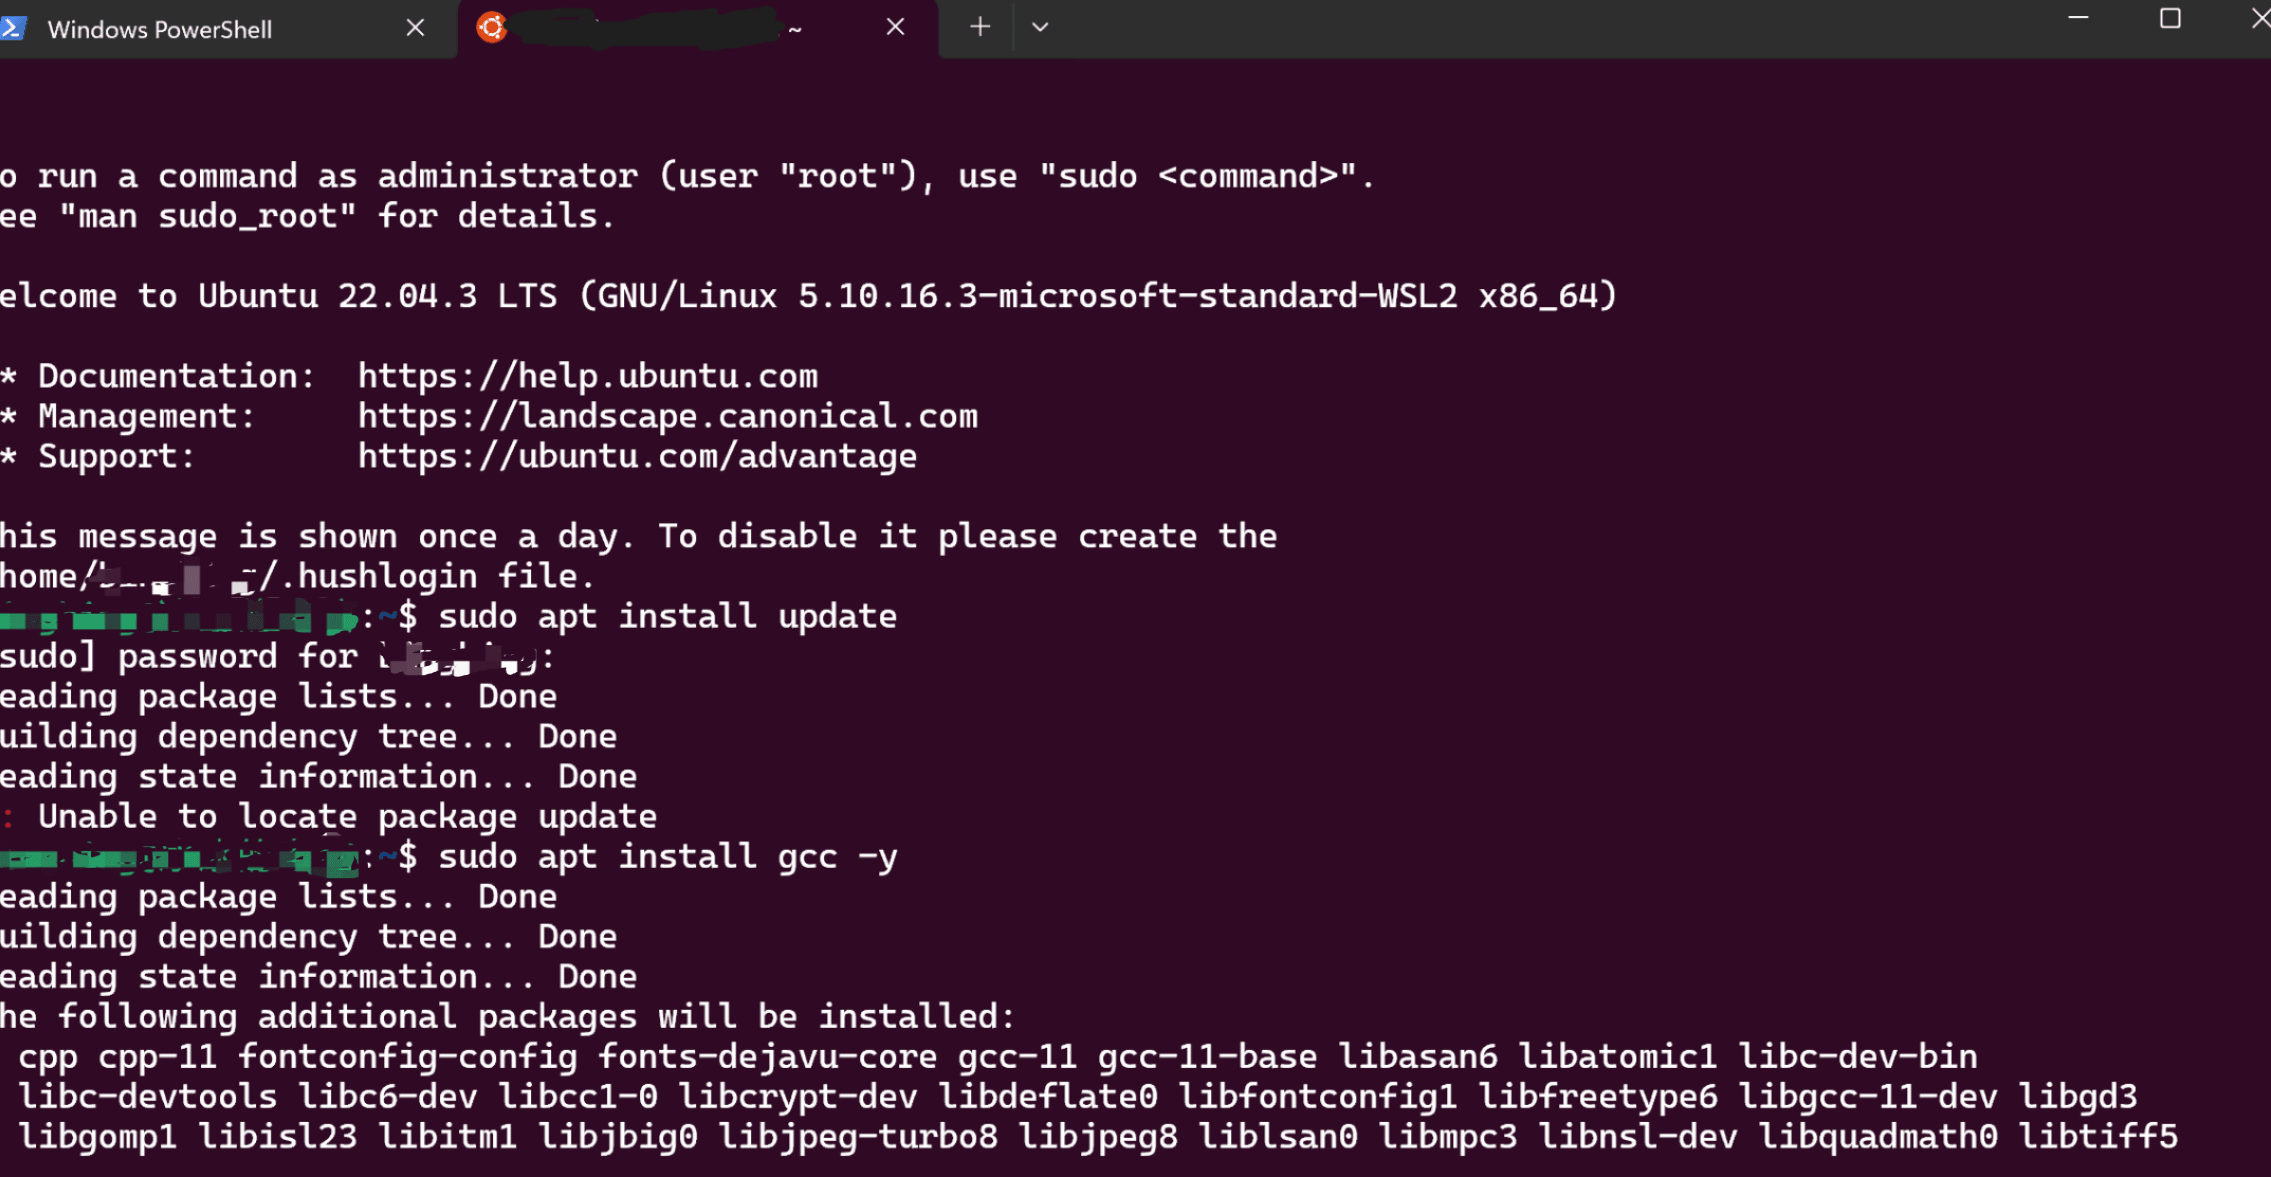 Windows PowerShell
~
o run a command as administrator (user "root"), use "sudo <command>".
ee "man sudo_root" for details.
elcome to Ubuntu 22.04.3 LTS (GNU/Linux 5.10.16.3-microsoft-standard-WSL2 x86_64)
* Documentation:  https://help.ubuntu.com
* Management:     https://landscape.canonical.com
* Support:        https://ubuntu.com/advantage
his message is shown once a day. To disable it please create the
home/ /.hushlogin file.
:~$ sudo apt install update
sudo] password for :
eading package lists... Done
uilding dependency tree... Done
eading state information... Done
: Unable to locate package update
:~$ sudo apt install gcc -y
eading package lists... Done
uilding dependency tree... Done
eading state information... Done
he following additional packages will be installed:
cpp cpp-11 fontconfig-config fonts-dejavu-core gcc-11 gcc-11-base libasan6 libatomic1 libc-dev-bin
libc-devtools libc6-dev libcc1-0 libcrypt-dev libdeflate0 libfontconfig1 libfreetype6 libgcc-11-dev libgd3
libgomp1 libisl23 libitm1 libjbig0 libjpeg-turbo8 libjpeg8 liblsan0 libmpc3 libnsl-dev libquadmath0 libtiff5